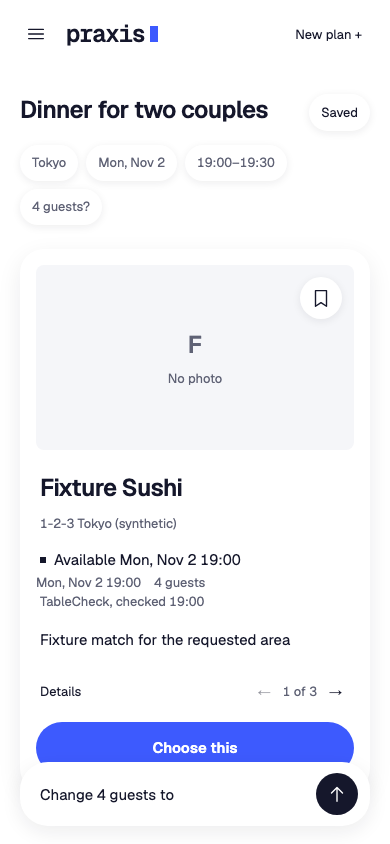 praxis
New plan +
Dinner for two couples
Saved
Tokyo
Mon, Nov 2
19:00–19:30
4 guests?
F
No photo
Fixture Sushi
1-2-3 Tokyo (synthetic)
Available Mon, Nov 2 19:00
Mon, Nov 2 19:00 4 guests
TableCheck, checked 19:00
Fixture match for the requested area
Details
← 1 of 3 →
Choose this
Change 4 guests to